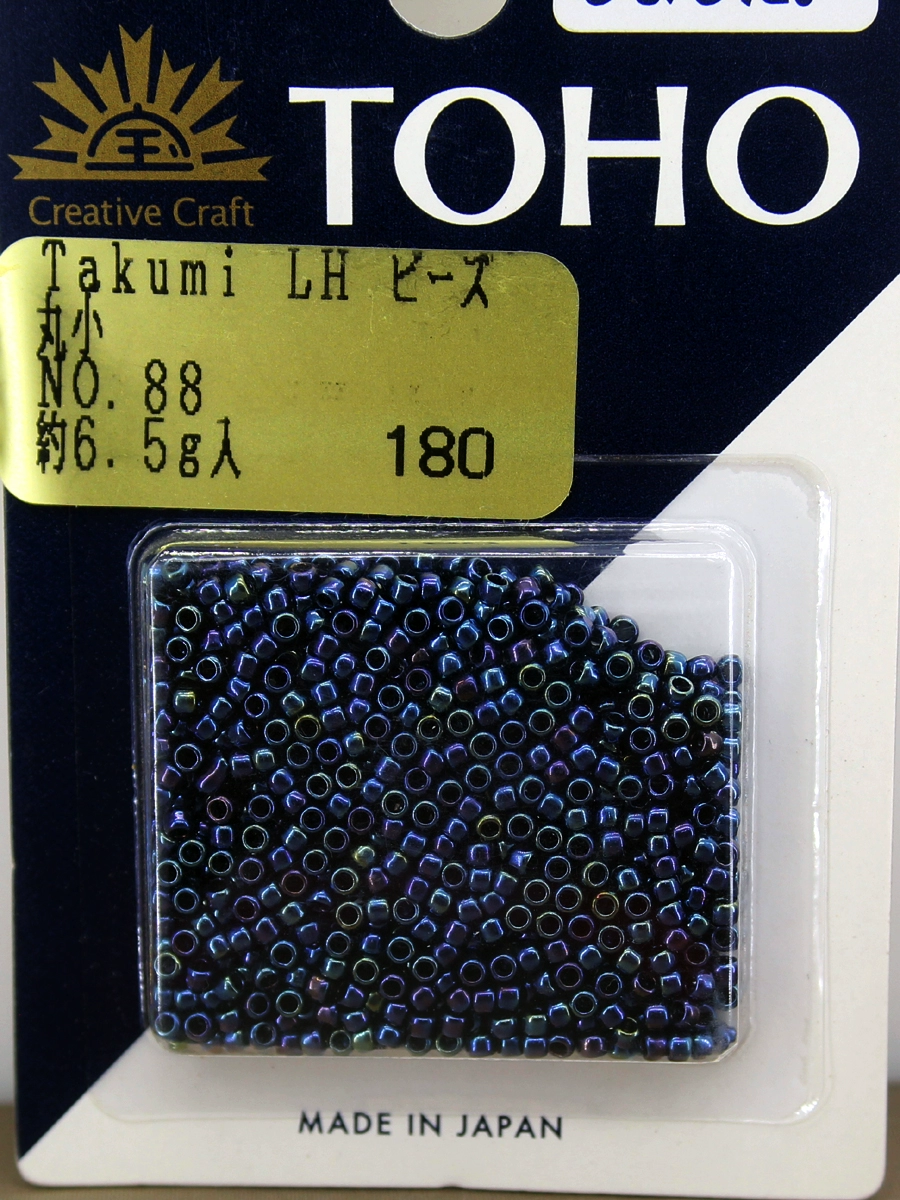 TOHO
Creative Craft
Takumi LH ビーズ
丸小
NO. 88
約6.5g入 180
MADE IN JAPAN